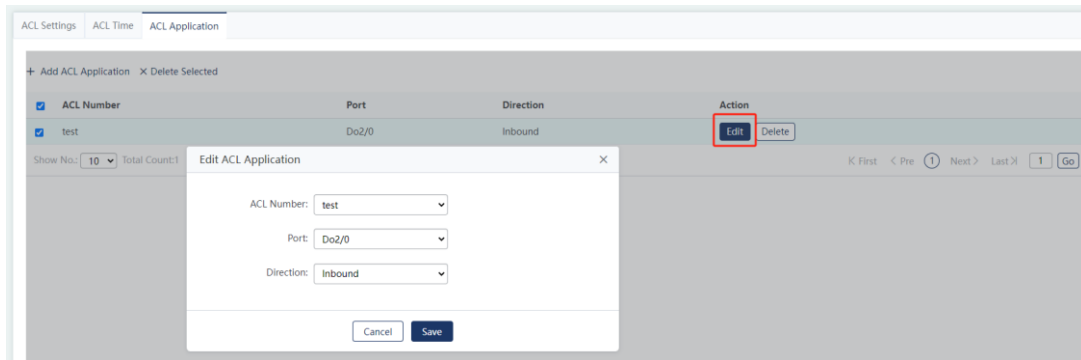 ACL Settings ACL Time ACL Application
+ Add ACL Application × Delete Selected
ACL Number Port Direction Action
test Do2/0 Inbound Edit Delete
Show No.: 10 Total Count:1 K First < Pre 1 Next > Last >| 1 Go
Edit ACL Application ×
ACL Number: test
Port: Do2/0
Direction: Inbound
Cancel Save